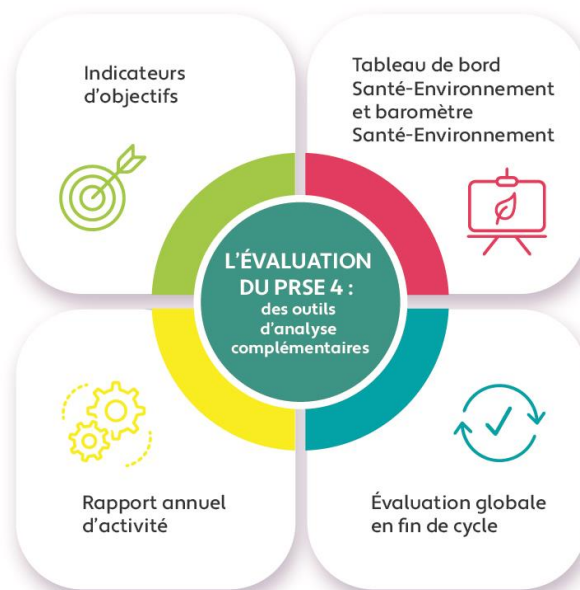 Indicateurs
d'objectifs
Tableau de bord
Santé-Environnement
et baromètre
Santé-Environnement
L'ÉVALUATION
DU PRSE 4 :
des outils
d'analyse
complémentaires
Rapport annuel
d'activité
Évaluation globale
en fin de cycle